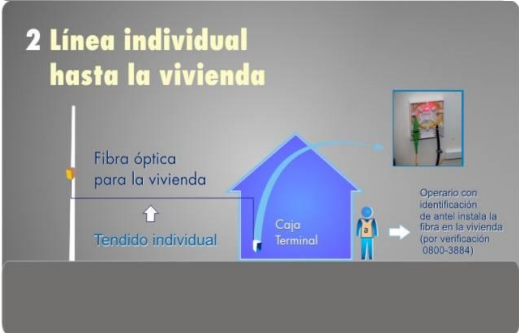 2 Línea individual
hasta la vivienda
Fibra óptica
para la vivienda
Tendido individual
Caja
Terminal
Operario con
identificación
de antel instala la
fibra en la vivienda
(por verificación
0800-3884)